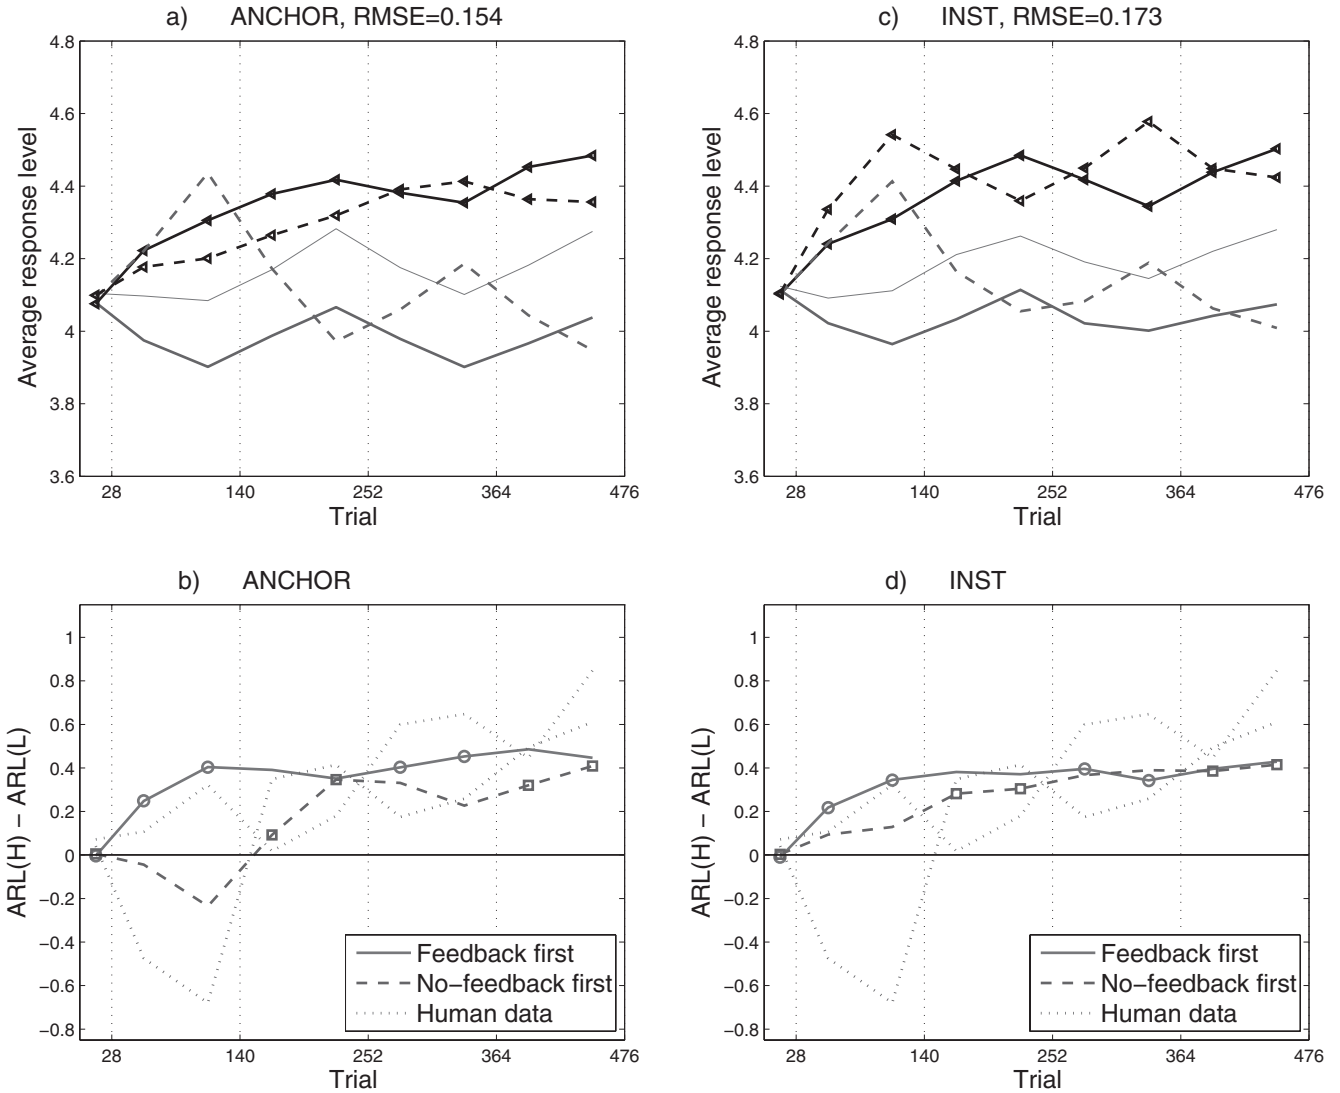 a) ANCHOR, RMSE=0.154
4.8
4.6
4.4
4.2
4
3.8
3.6
Average response level
28 140 252 364 476
Trial
c) INST, RMSE=0.173
4.8
4.6
4.4
4.2
4
3.8
3.6
Average response level
28 140 252 364 476
Trial
b) ANCHOR
1
0.8
0.6
0.4
0.2
0
−0.2
−0.4
−0.6
−0.8
ARL(H) − ARL(L)
Feedback first
No−feedback first
Human data
28 140 252 364 476
Trial
d) INST
1
0.8
0.6
0.4
0.2
0
−0.2
−0.4
−0.6
−0.8
ARL(H) − ARL(L)
Feedback first
No−feedback first
Human data
28 140 252 364 476
Trial